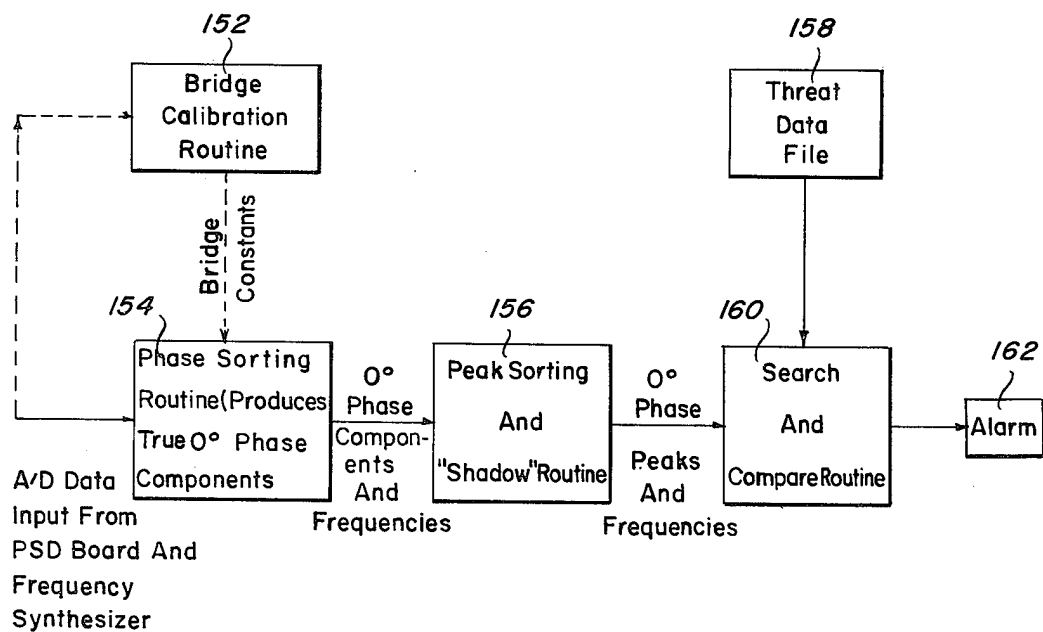 152
Bridge
Calibration
Routine
158
Threat
Data
File
Bridge
Constants
154
Phase Sorting
Routine(Produces
True 0° Phase
Components
0°
Phase
Compon-
ents
And
Frequencies
156
Peak Sorting
And
"Shadow"Routine
0°
Phase
Peaks
And
Frequencies
160
Search
And
Compare Routine
162
Alarm
A/D Data
Input From
PSD Board And
Frequency
Synthesizer